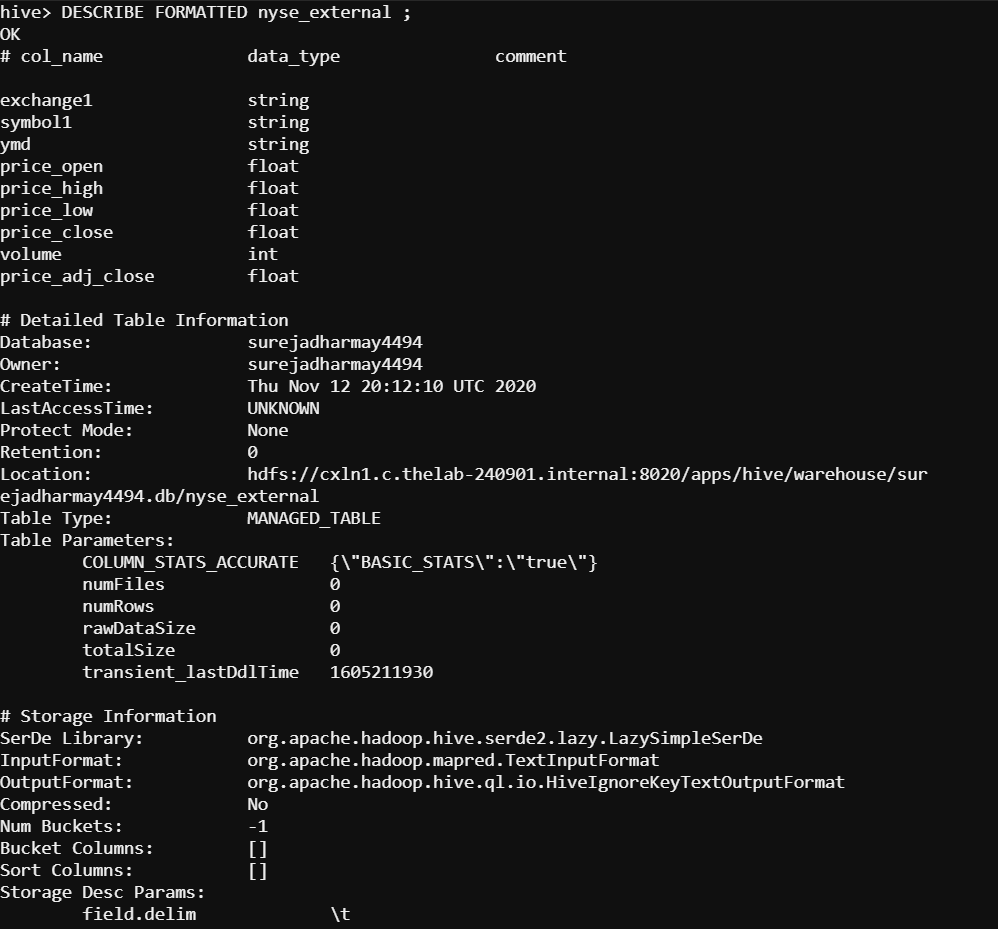 hive> DESCRIBE FORMATTED nyse_external ;
OK
# col_name data_type comment
exchange1 string
symbol1 string
ymd string
price_open float
price_high float
price_low float
price_close float
volume int
price_adj_close float
# Detailed Table Information
Database: surejadharmay4494
Owner: surejadharmay4494
CreateTime: Thu Nov 12 20:12:10 UTC 2020
LastAccessTime: UNKNOWN
Protect Mode: None
Retention: 0
Location: hdfs://cxln1.c.thelab-240901.internal:8020/apps/hive/warehouse/sur
ejadharmay4494.db/nyse_external
Table Type: MANAGED_TABLE
Table Parameters:
COLUMN_STATS_ACCURATE {\"BASIC_STATS\":\"true\"}
numFiles 0
numRows 0
rawDataSize 0
totalSize 0
transient_lastDdlTime 1605211930
# Storage Information
SerDe Library: org.apache.hadoop.hive.serde2.lazy.LazySimpleSerDe
InputFormat: org.apache.hadoop.mapred.TextInputFormat
OutputFormat: org.apache.hadoop.hive.ql.io.HiveIgnoreKeyTextOutputFormat
Compressed: No
Num Buckets: -1
Bucket Columns: []
Sort Columns: []
Storage Desc Params:
field.delim \t